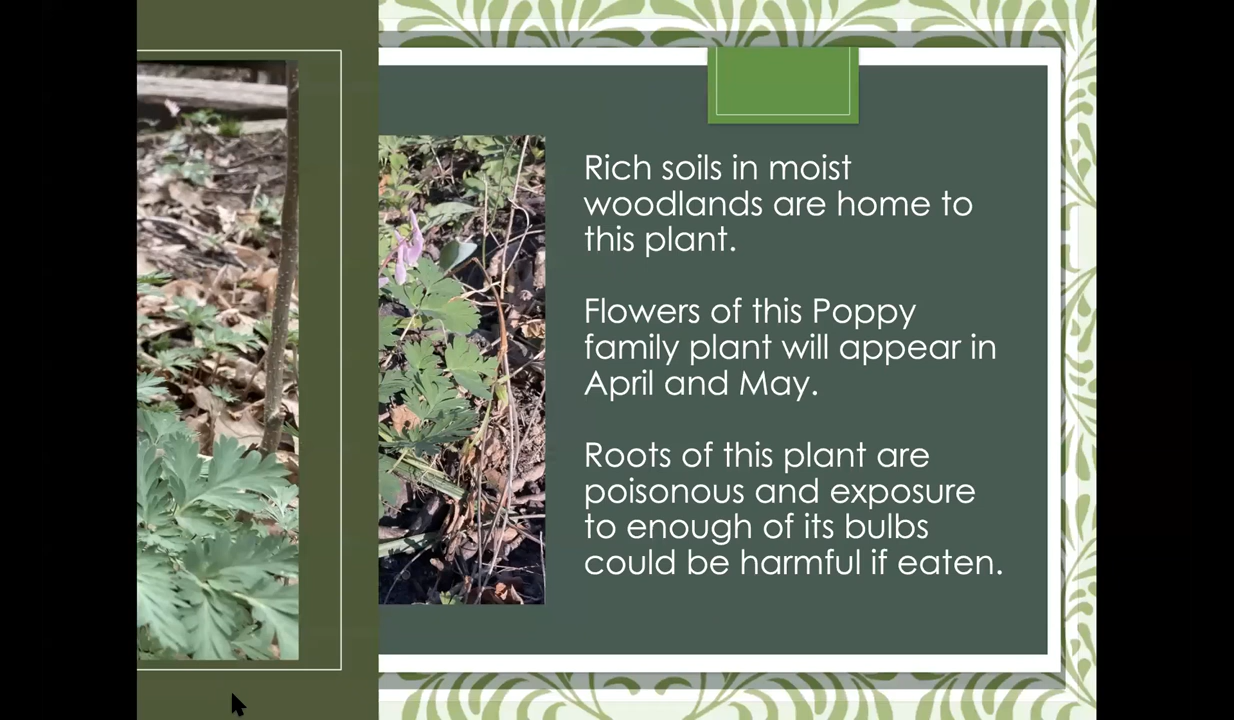 Rich soils in moist
woodlands are home to
this plant.
Flowers of this Poppy
family plant will appear in
April and May.
Roots of this plant are
poisonous and exposure
to enough of its bulbs
could be harmful if eaten.